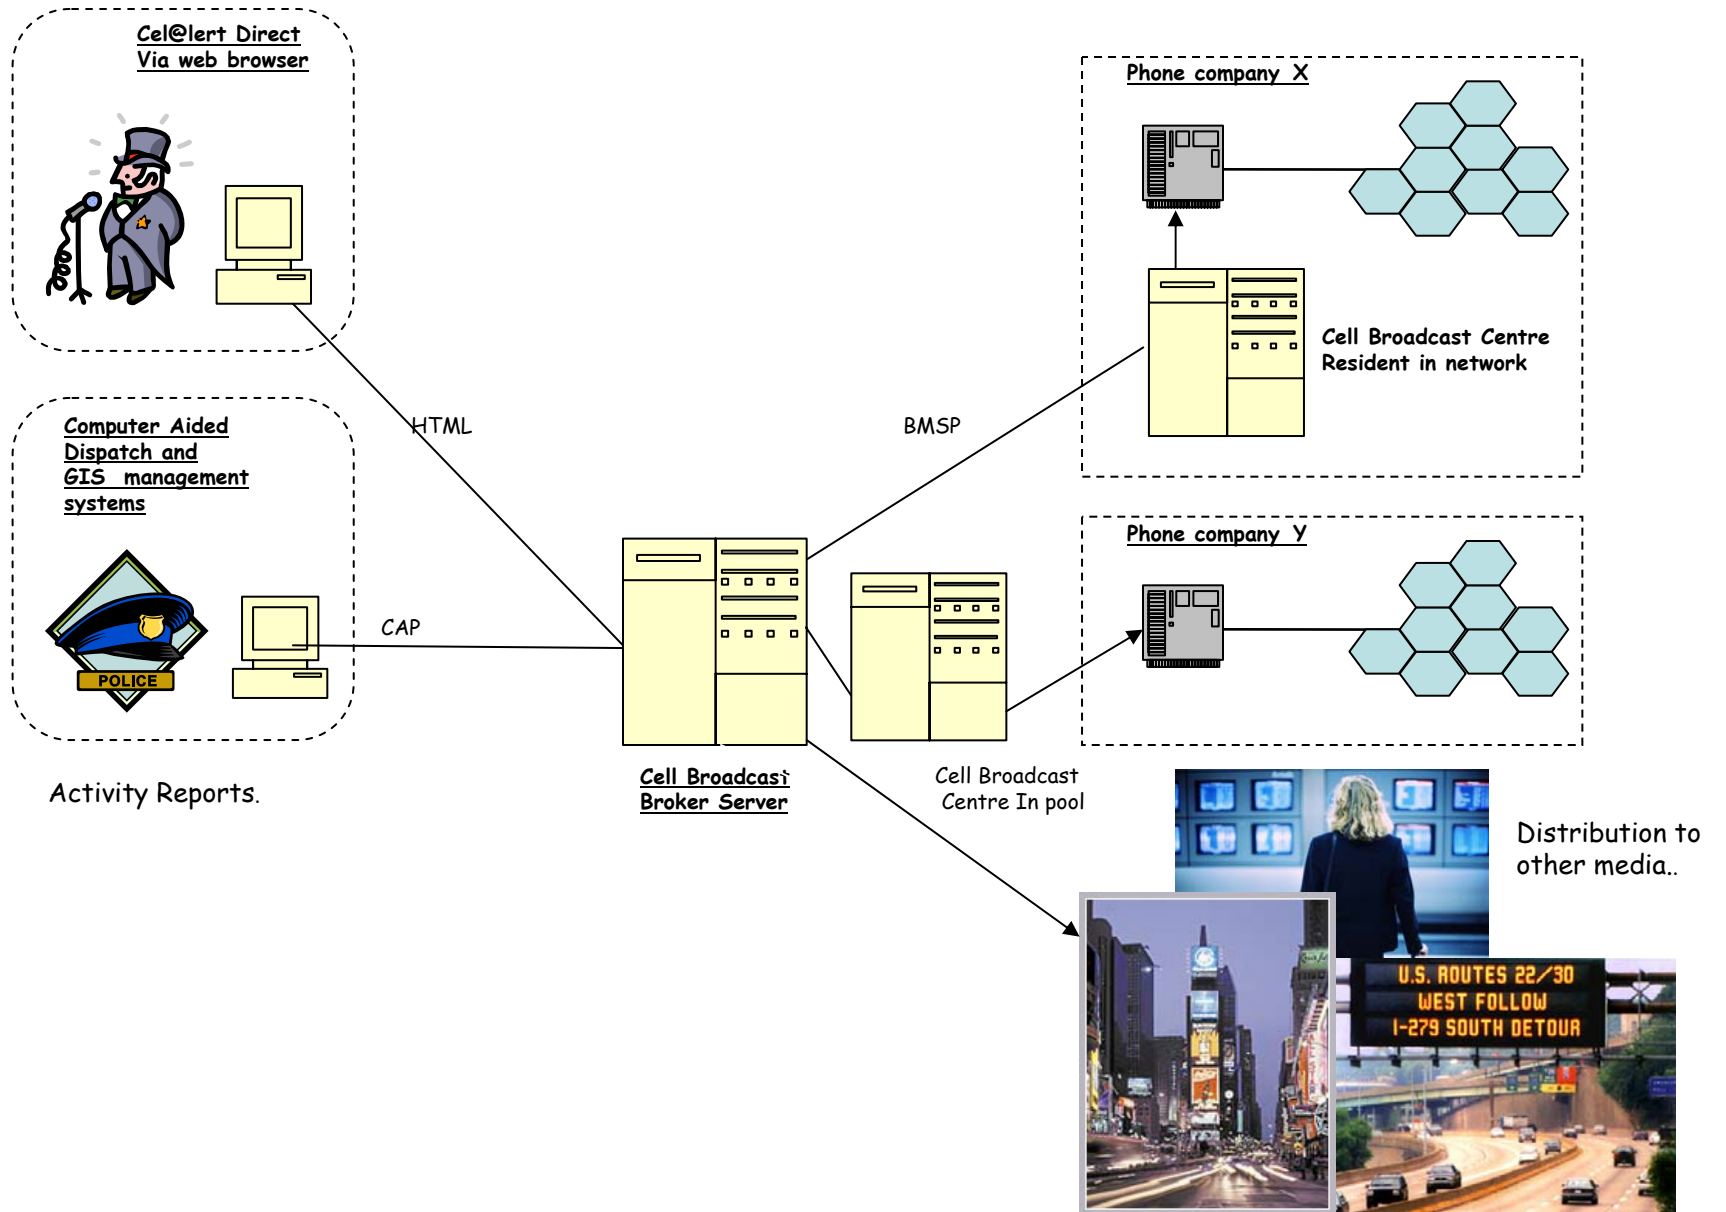 Cel@lert Direct
Via web browser
Phone company X
Cell Broadcast Centre
Resident in network
Computer Aided
Dispatch and
GIS management
systems
HTML
BMSP
CAP
POLICE
Phone company Y
Activity Reports.
Cell Broadcast
Broker Server
Cell Broadcast
Centre In pool
Distribution to
other media..
U.S. ROUTES 22/30
WEST FOLLOW
I-279 SOUTH DETOUR